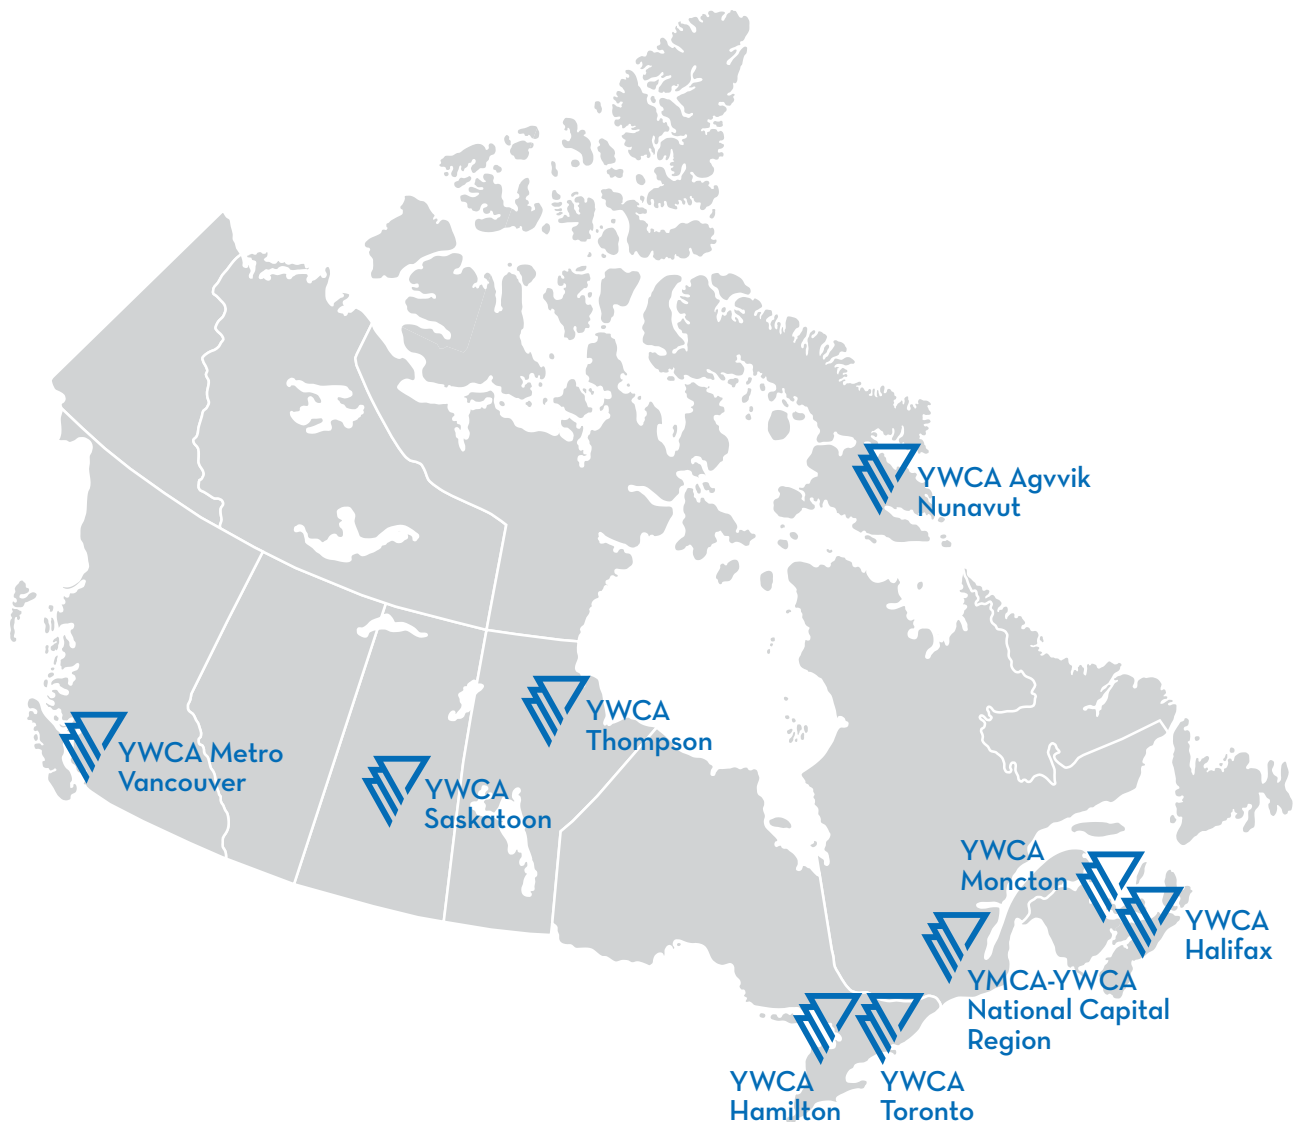 YWCA Agvvik
Nunavut
YWCA
Thompson
YWCA Metro
Vancouver
YWCA
Saskatoon
YWCA
Moncton
YWCA
Halifax
YMCA-YWCA
National Capital
Region
YWCA
Hamilton
YWCA
Toronto